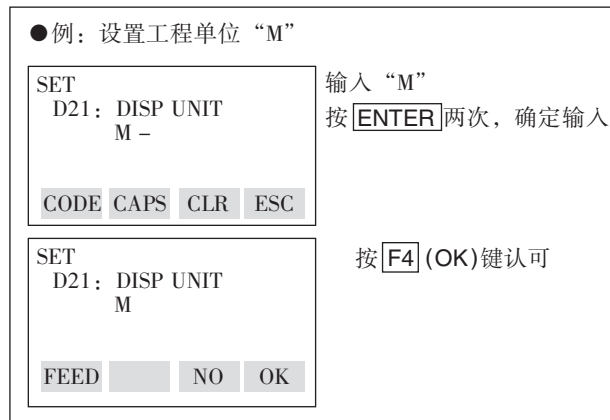 ●例：设置工程单位“M”
SET
D21：DISP UNIT
M –
CODE CAPS CLR ESC
输入“M”
按 ENTER 两次，确定输入
SET
D21：DISP UNIT
M
FEED NO OK
按 F4 (OK)键认可